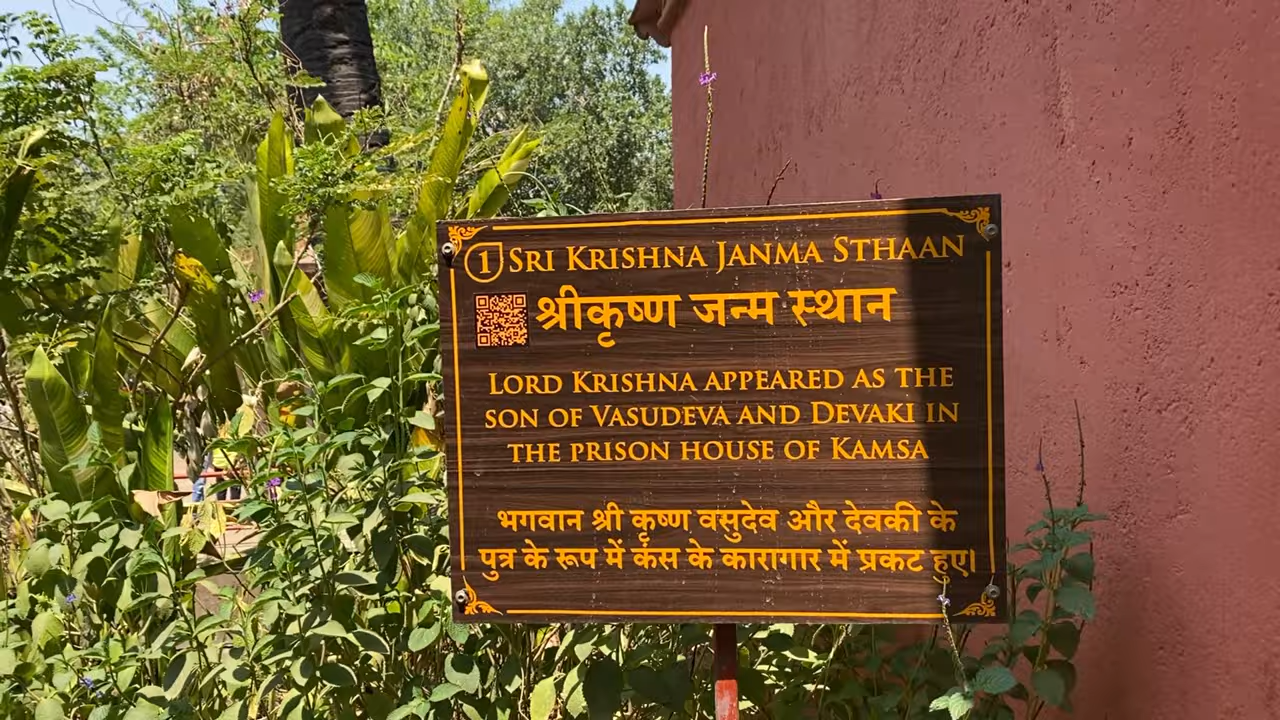 1 SRI KRISHNA JANMA STHAAN
श्रीकृष्ण जन्म स्थान
LORD KRISHNA APPEARED AS THE
SON OF VASUDEVA AND DEVAKI IN
THE PRISON HOUSE OF KAMSA
भगवान श्री कृष्ण वसुदेव और देवकी के
पुत्र के रूप में कंस के कारागार में प्रकट हुए।